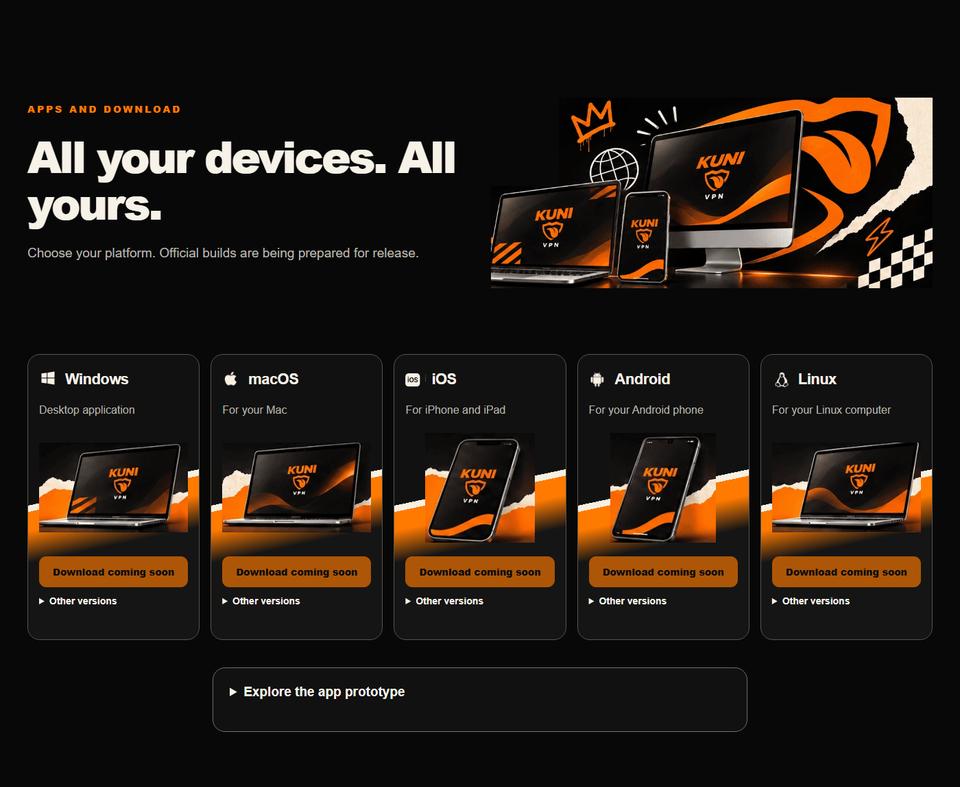 APPS AND DOWNLOAD
All your devices. All
yours.
Choose your platform. Official builds are being prepared for release.
KUNI
VPN
KUNI
VPN
KUNI
VPN
Windows
Desktop application
KUNI
VPN
Download coming soon
Other versions
macOS
For your Mac
KUNI
VPN
Download coming soon
Other versions
iOS
iOS
For iPhone and iPad
KUNI
VPN
Download coming soon
Other versions
Android
For your Android phone
KUNI
VPN
Download coming soon
Other versions
Linux
For your Linux computer
KUNI
VPN
Download coming soon
Other versions
Explore the app prototype